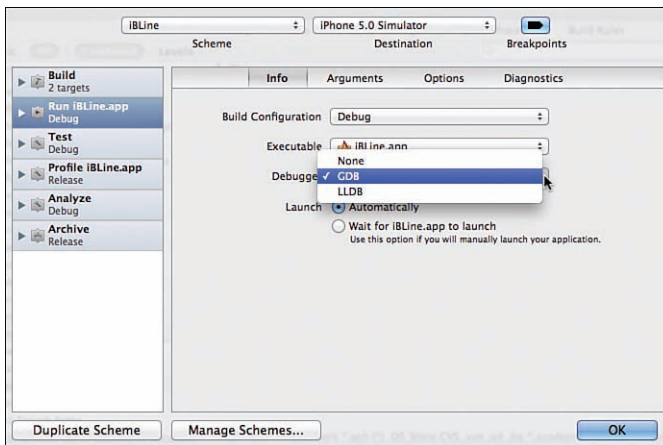 iBLine
iPhone 5.0 Simulator
Scheme
Destination
Breakpoints
Build
2 targets
Run iBLine.app
Debug
Test
Debug
Profile iBLine.app
Release
Analyze
Debug
Archive
Release
Info
Arguments
Options
Diagnostics
Build Configuration
Debug
Executable
iBLine.app
Debugge
None
✓ GDB
LLDB
Launch
Automatically
Wait for iBLine.app to launch
Use this option if you will manually launch your application.
Duplicate Scheme
Manage Schemes...
OK